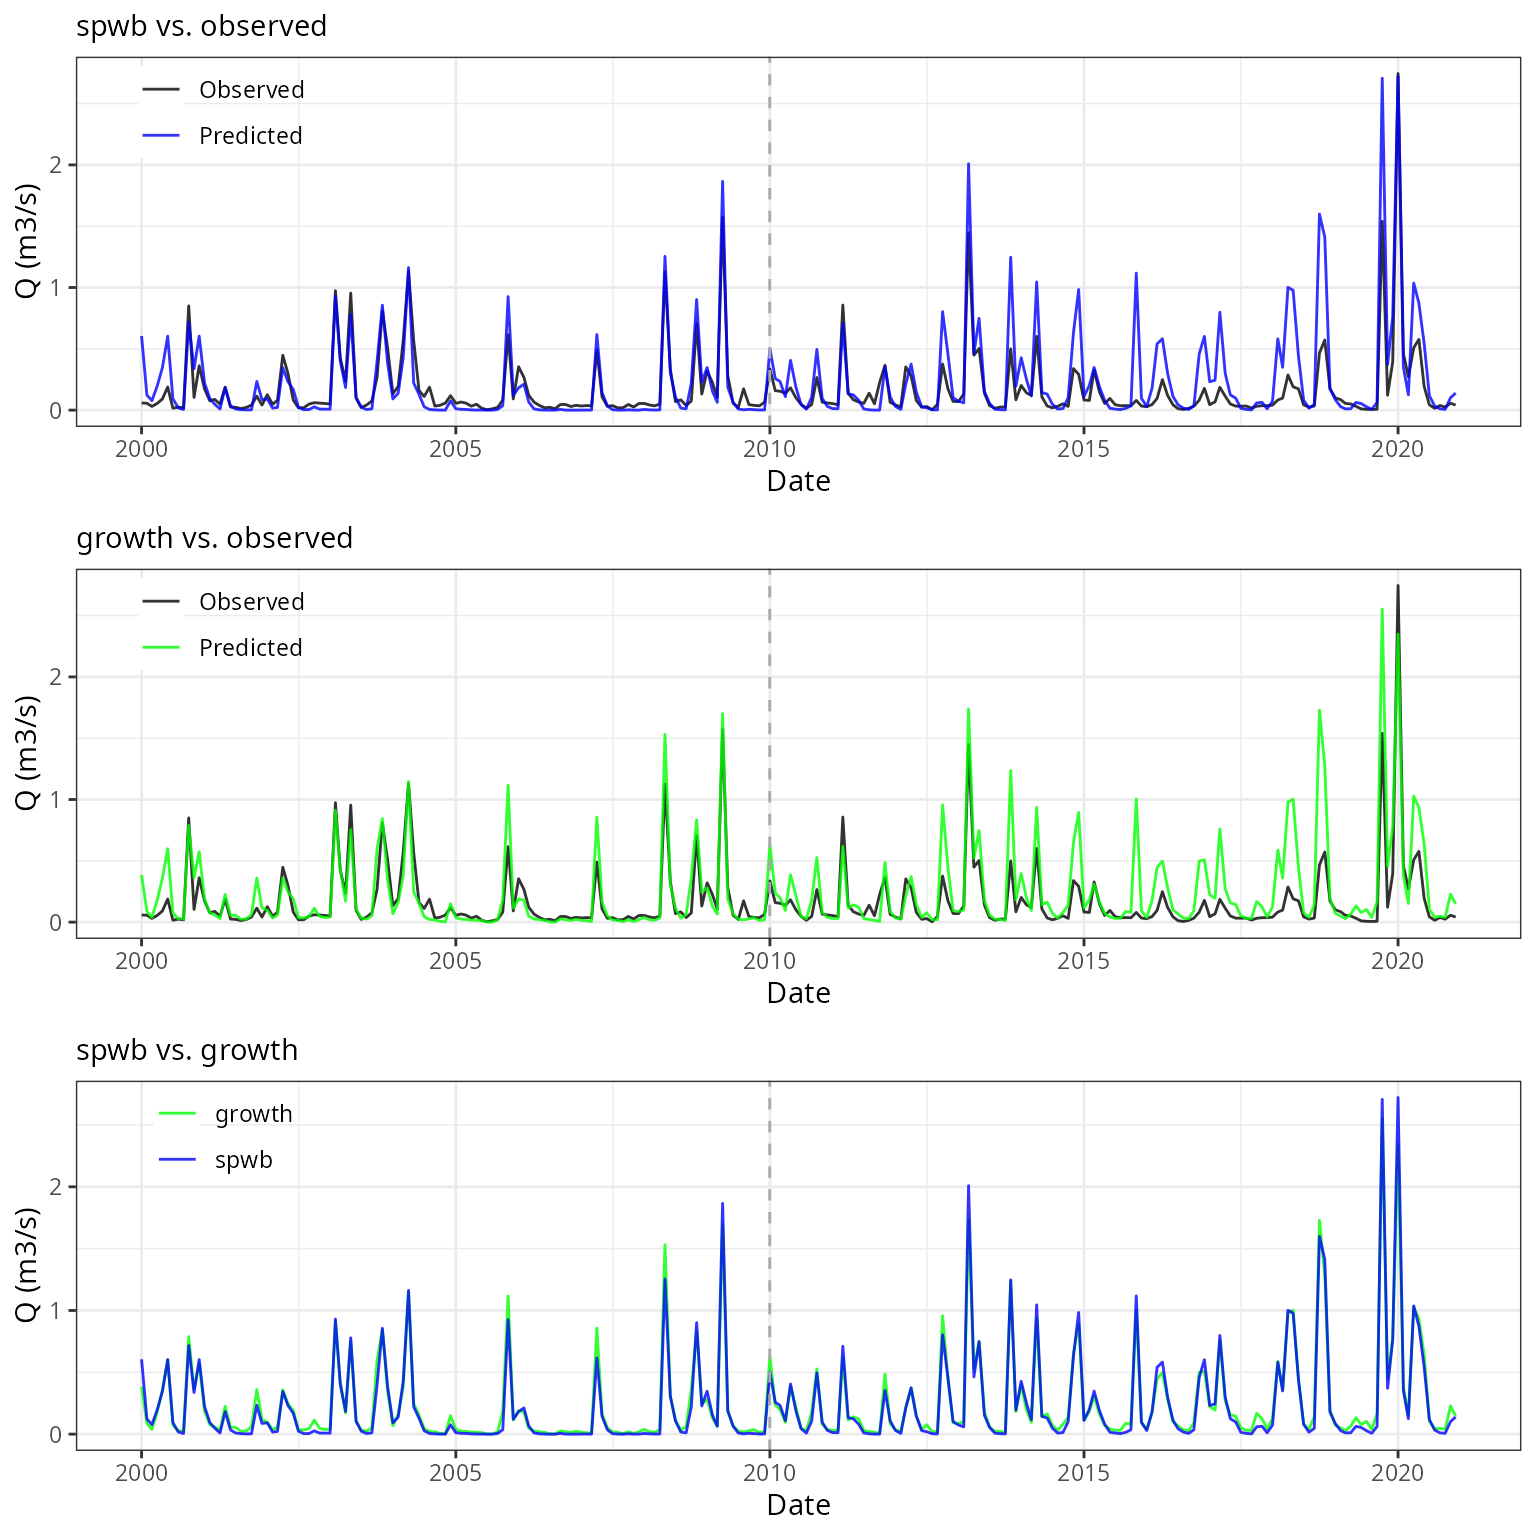 spwb vs. observed
Observed
Predicted
2
1
0
Q (m3/s)
2000 2005 2010 2015 2020
Date
growth vs. observed
Observed
Predicted
2
1
0
Q (m3/s)
2000 2005 2010 2015 2020
Date
spwb vs. growth
growth
spwb
2
1
0
Q (m3/s)
2000 2005 2010 2015 2020
Date